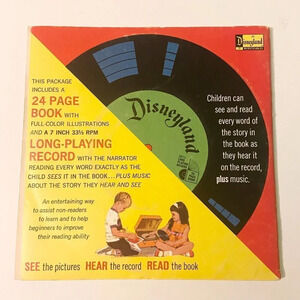 Disneyland
THIS PACKAGE
INCLUDES A
24 PAGE
BOOK WITH
FULL-COLOR ILLUSTRATIONS
AND A 7 INCH 33⅓ RPM
LONG-PLAYING
RECORD WITH THE NARRATOR
READING EVERY WORD EXACTLY AS THE
CHILD SEES IT IN THE BOOK... PLUS MUSIC
ABOUT THE STORY THEY HEAR AND SEE
Disneyland
Children can
see and read
every word of
the story in
the book as
they hear it
on the record,
plus music.
An entertaining way
to assist non-readers
to learn and to help
beginners to improve
their reading ability
SEE the pictures HEAR the record READ the book